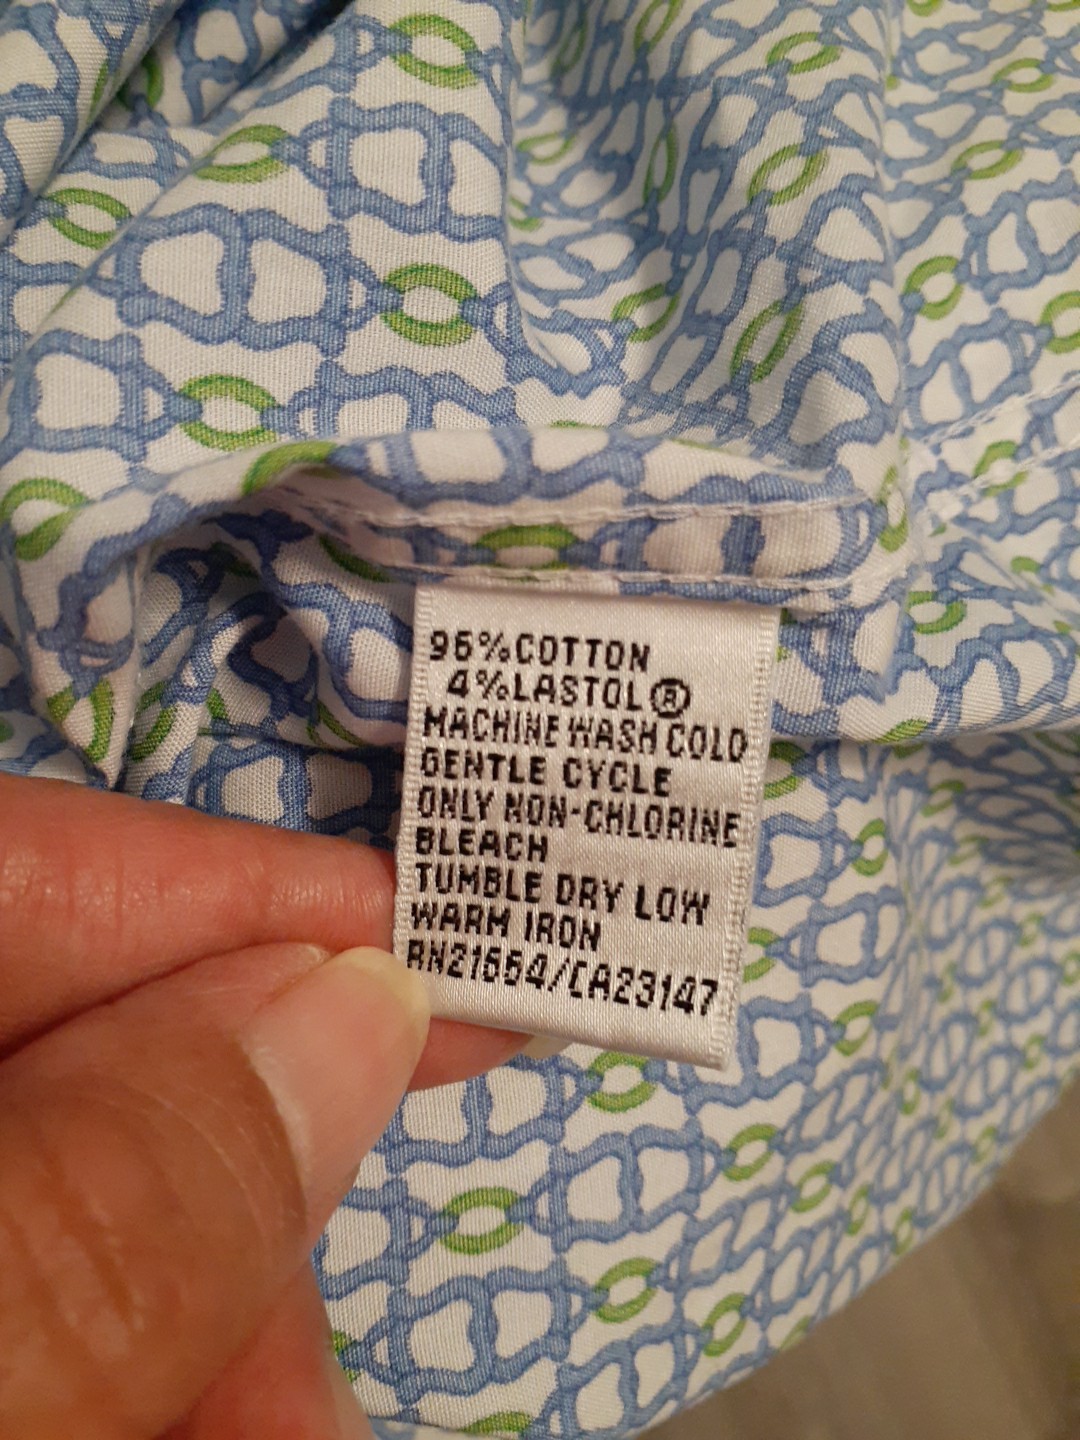 96%COTTON
4%LASTOL®
MACHINE WASH COLD
GENTLE CYCLE
ONLY NON-CHLORINE
BLEACH
TUMBLE DRY LOW
WARM IRON
RN21654/CA23147